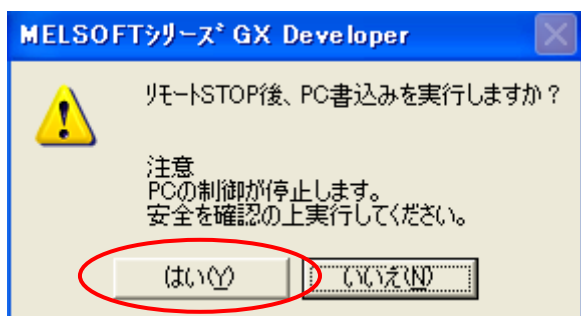 MELSOFTｼﾘｰｽﾞ GX Developer
ﾘﾓｰﾄSTOP後、PC書込みを実行しますか？
注意
PCの制御が停止します。
安全を確認の上実行してください。
はい(Y)
いいえ(N)